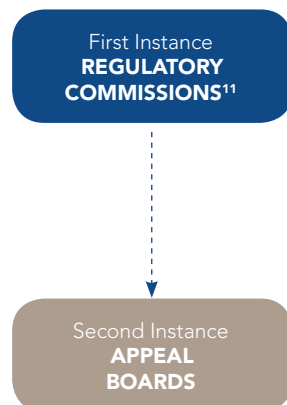 First Instance
REGULATORY
COMMISSIONS¹¹
Second Instance
APPEAL
BOARDS